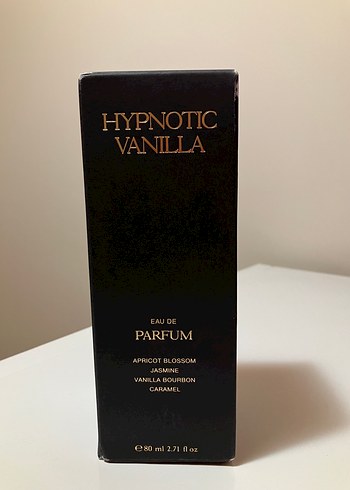 HYPNOTIC
VANILLA
EAU DE
PARFUM
APRICOT BLOSSOM
JASMINE
VANILLA BOURBON
CARAMEL
℮80 ml 2.71 fl oz